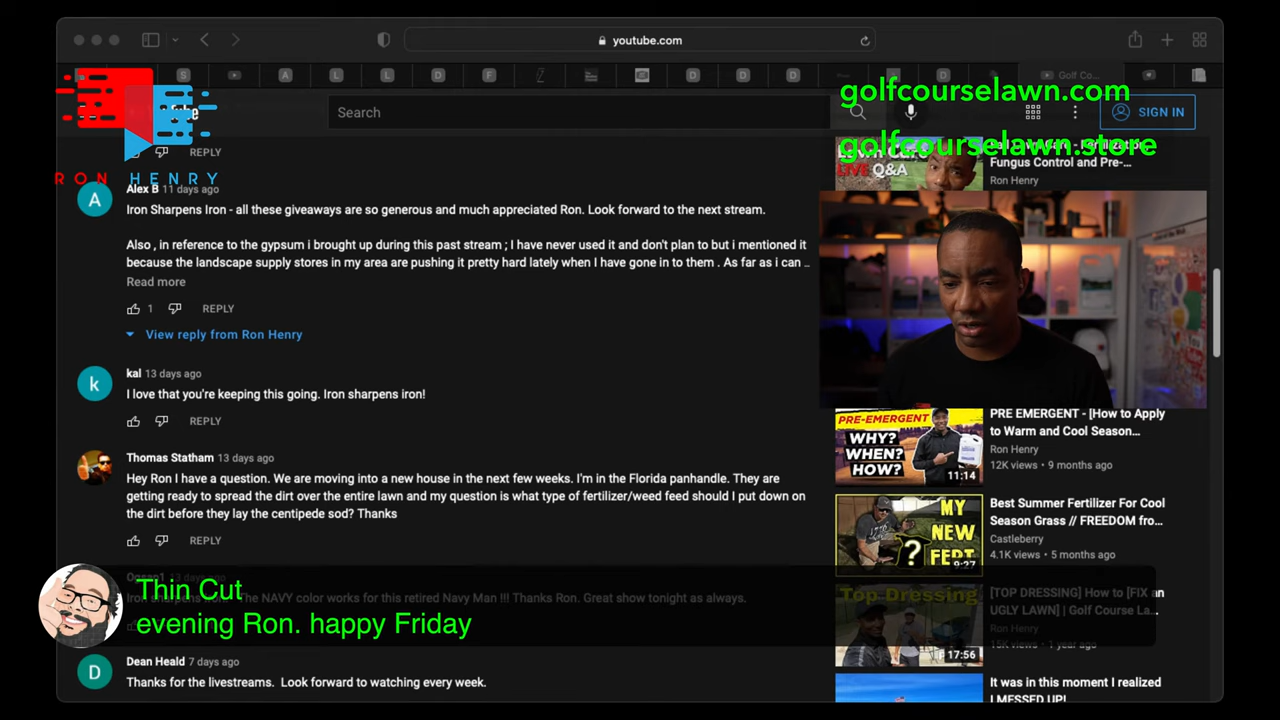 youtube.com
golfcourselawn.com
golfcourselawn.store
Golf Co...
Search
SIGN IN
RON HENRY
REPLY
Alex B 11 days ago
Iron Sharpens Iron - all these giveaways are so generous and much appreciated Ron. Look forward to the next stream.
Also , in reference to the gypsum i brought up during this past stream ; I have never used it and don't plan to but i mentioned it
because the landscape supply stores in my area are pushing it pretty hard lately when I have gone in to them . As far as i can ..
Read more
1 REPLY
View reply from Ron Henry
kal 13 days ago
I love that you're keeping this going. Iron sharpens iron!
REPLY
Thomas Statham 13 days ago
Hey Ron I have a question. We are moving into a new house in the next few weeks. I'm in the Florida panhandle. They are
getting ready to spread the dirt over the entire lawn and my question is what type of fertilizer/weed feed should I put down on
the dirt before they lay the centipede sod? Thanks
REPLY
The NAVY color works for this retired Navy Man !!! Thanks Ron. Great show tonight as always.
Thin Cut
evening Ron. happy Friday
Dean Heald 7 days ago
Thanks for the livestreams. Look forward to watching every week.
Lawn Care
LIVE Q&A
Fungus Control and Pre-...
Ron Henry
PRE-EMERGENT
WHY?
WHEN?
HOW?
11:14
PRE EMERGENT - [How to Apply
to Warm and Cool Season...
Ron Henry
12K views • 9 months ago
MY
NEW
FERT
?
9:27
Best Summer Fertilizer For Cool
Season Grass // FREEDOM fro...
Castleberry
4.1K views • 5 months ago
Top Dressing
17:56
[TOP DRESSING] How to [FIX an
UGLY LAWN] | Golf Course La...
Ron Henry
15K views • 1 year ago
It was in this moment I realized
I MESSED UP!